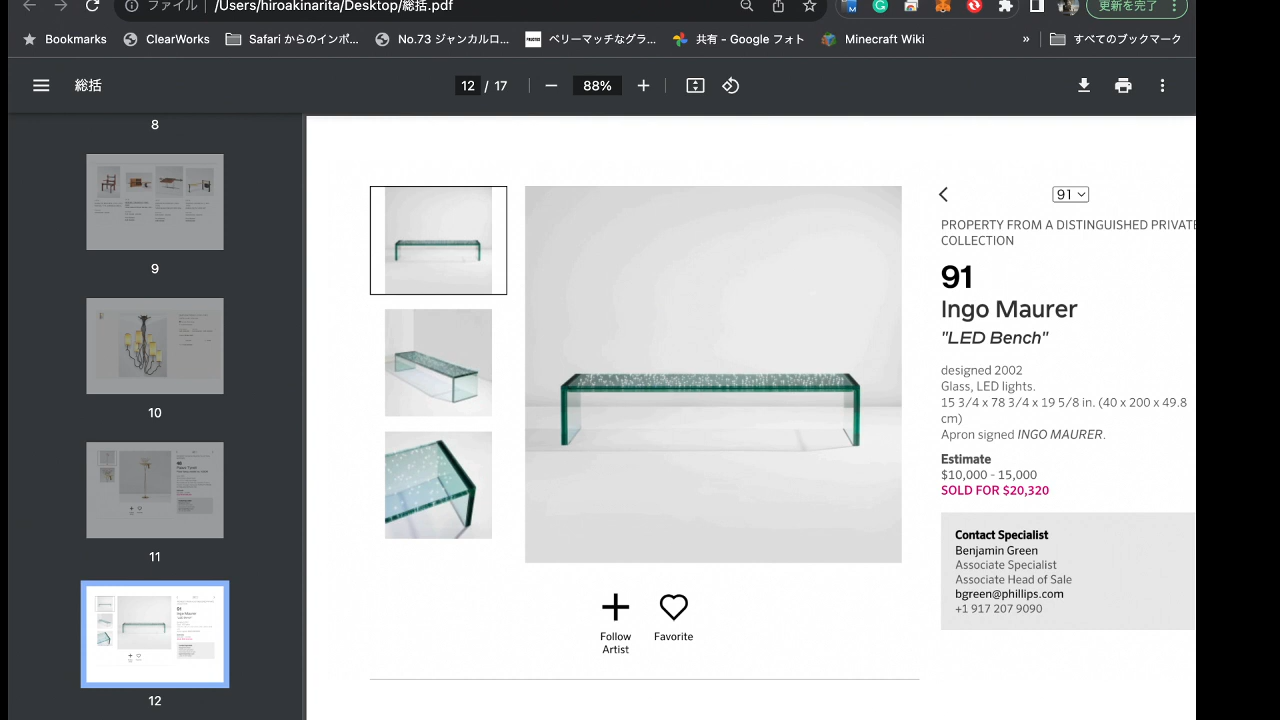 ファイル | /Users/hiroakinarita/Desktop/総括.pdf
更新を完了
Bookmarks ClearWorks Safari からのインポ... No.73 ジャンカルロ... ベリーマッチなグラ... 共有 - Google フォト Minecraft Wiki » すべてのブックマーク
総括 12 / 17 88%
8
9
10
11
12
91
PROPERTY FROM A DISTINGUISHED PRIVATE
COLLECTION
91
Ingo Maurer
"LED Bench"
designed 2002
Glass, LED lights.
15 3/4 x 78 3/4 x 19 5/8 in. (40 x 200 x 49.8
cm)
Apron signed INGO MAURER.
Estimate
$10,000 - 15,000
SOLD FOR $20,320
Contact Specialist
Benjamin Green
Associate Specialist
Associate Head of Sale
bgreen@phillips.com
+1 917 207 9090
Follow
Artist
Favorite